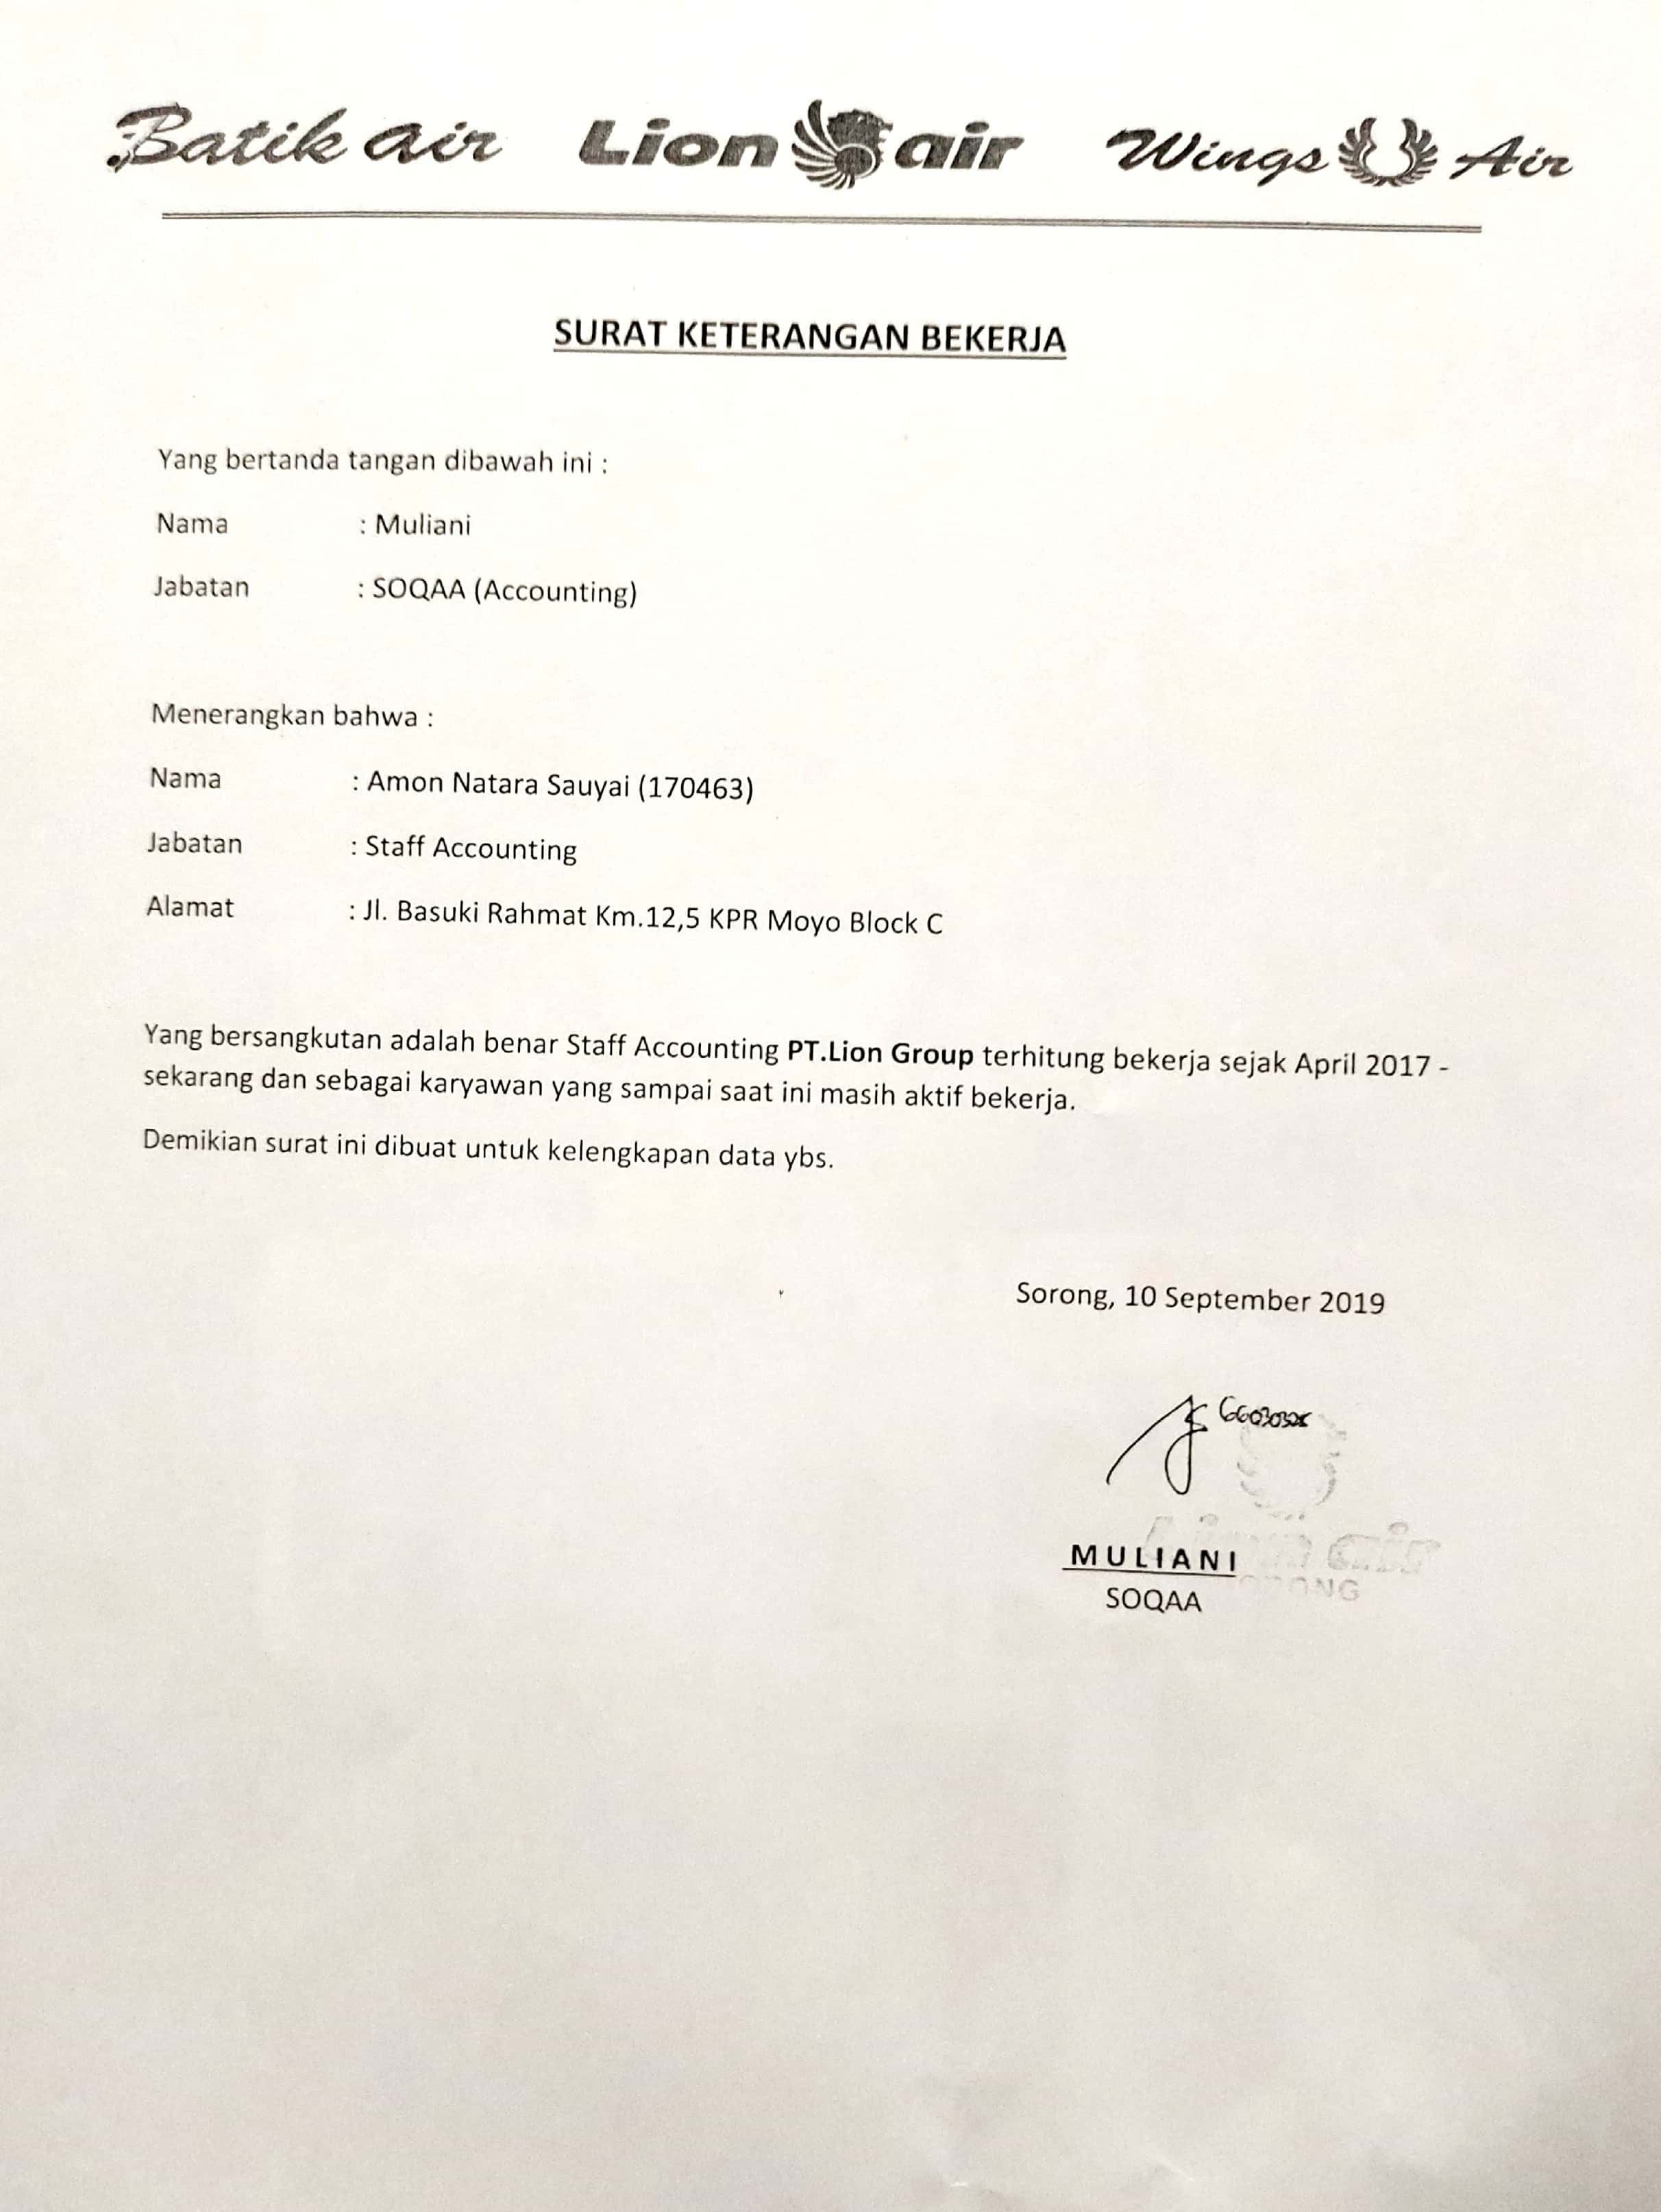 Batik air Lion air Wings Air
SURAT KETERANGAN BEKERJA
Yang bertanda tangan dibawah ini :
Nama : Muliani
Jabatan : SOQAA (Accounting)
Menerangkan bahwa :
Nama : Amon Natara Sauyai (170463)
Jabatan : Staff Accounting
Alamat : Jl. Basuki Rahmat Km.12,5 KPR Moyo Block C
Yang bersangkutan adalah benar Staff Accounting PT.Lion Group terhitung bekerja sejak April 2017 -
sekarang dan sebagai karyawan yang sampai saat ini masih aktif bekerja.
Demikian surat ini dibuat untuk kelengkapan data ybs.
Sorong, 10 September 2019
Lion air
MULIANI
SOQAA